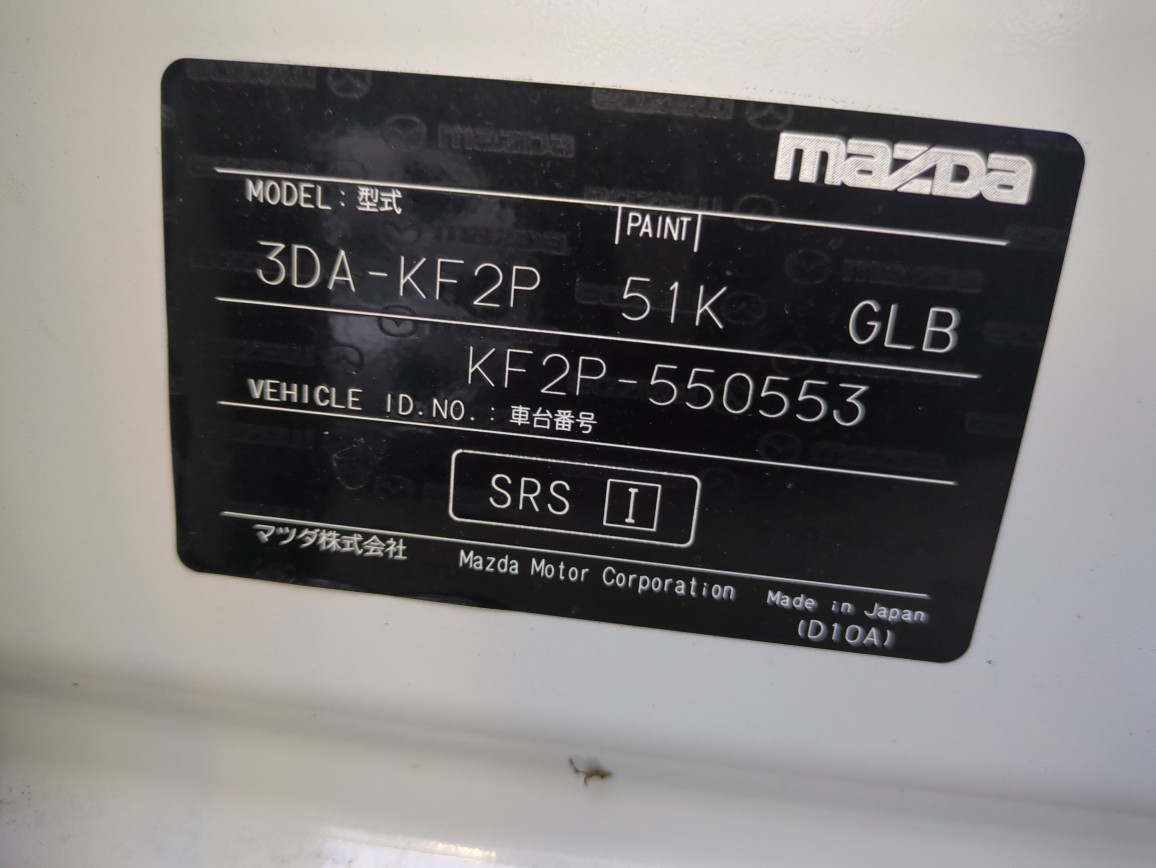 mazda
MODEL : 型式
PAINT
3DA-KF2P 51K GLB
KF2P-550553
VEHICLE ID.NO. : 車台番号
SRS I
マツダ株式会社 Mazda Motor Corporation Made in Japan
(D10A)